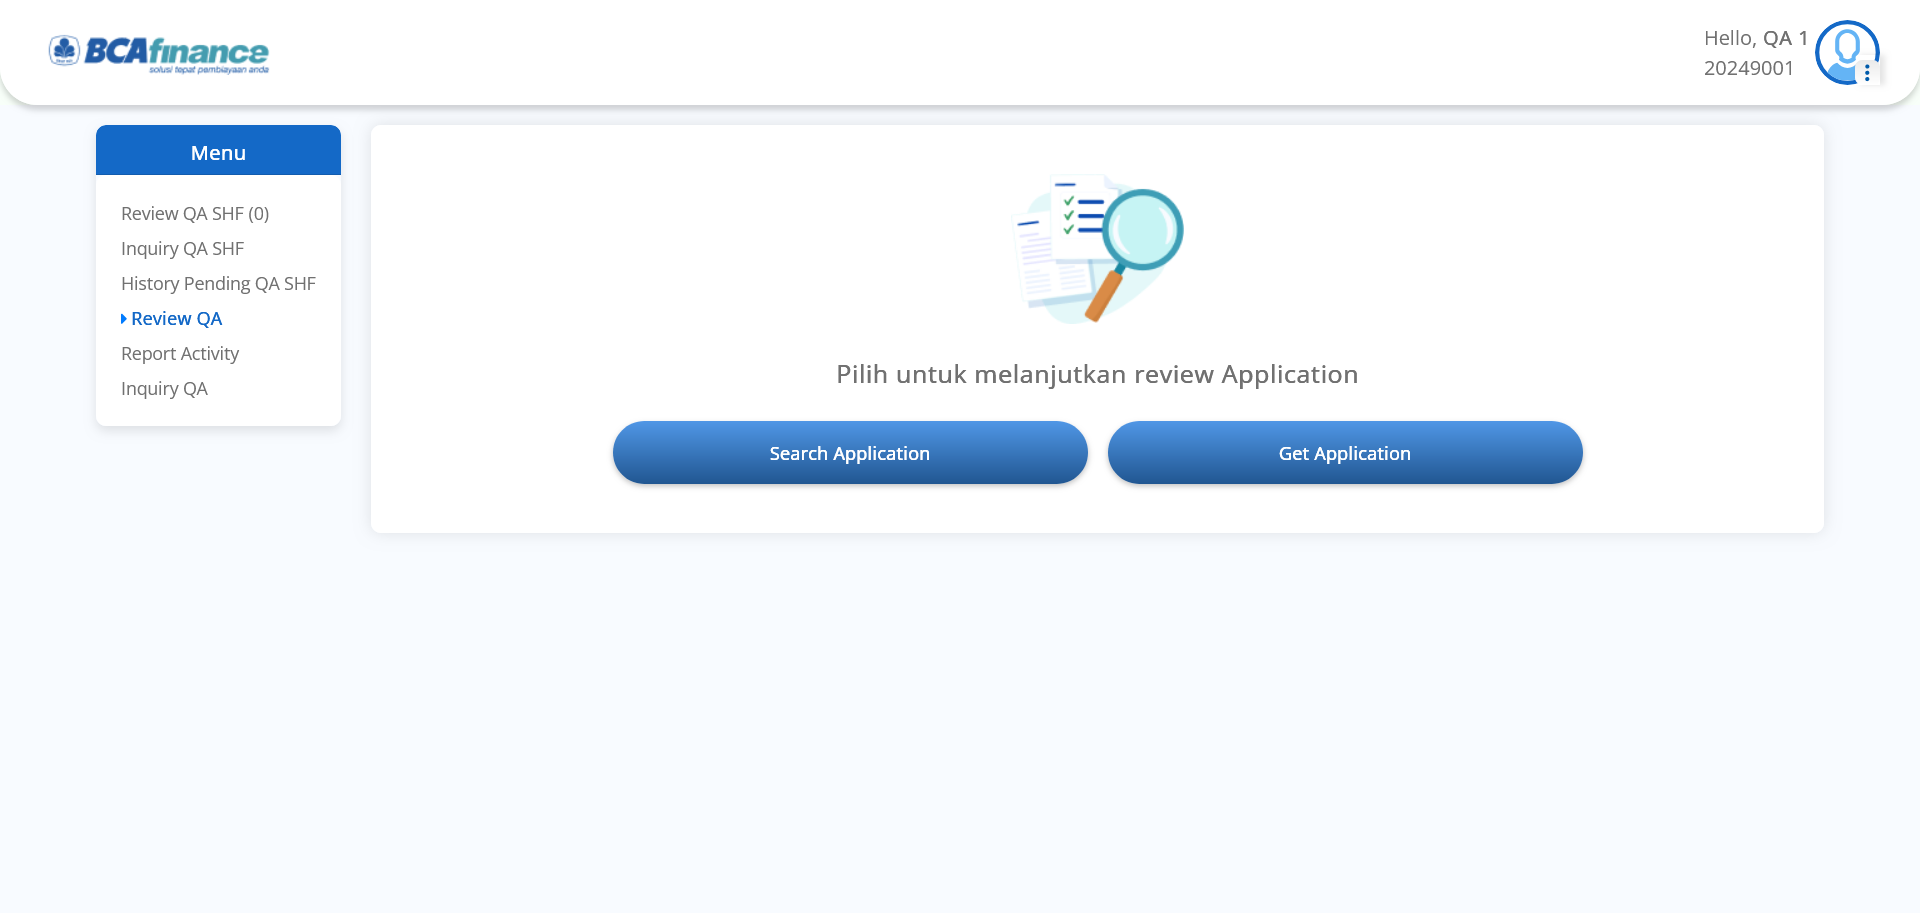 BCAfinance
solusi tepat pembiayaan anda
Hello, QA 1
20249001
Menu
Review QA SHF (0)
Inquiry QA SHF
History Pending QA SHF
Review QA
Report Activity
Inquiry QA
Pilih untuk melanjutkan review Application
Search Application
Get Application